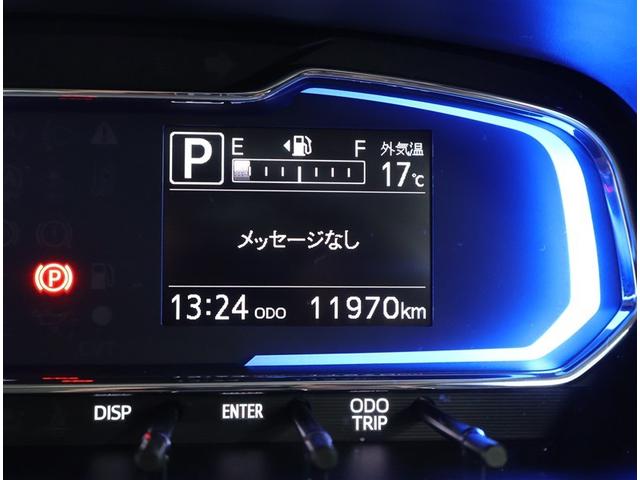 P E F 外気温
17℃
メッセージなし
(P)
13:24 ODO 11970km
DISP ENTER ODO
TRIP